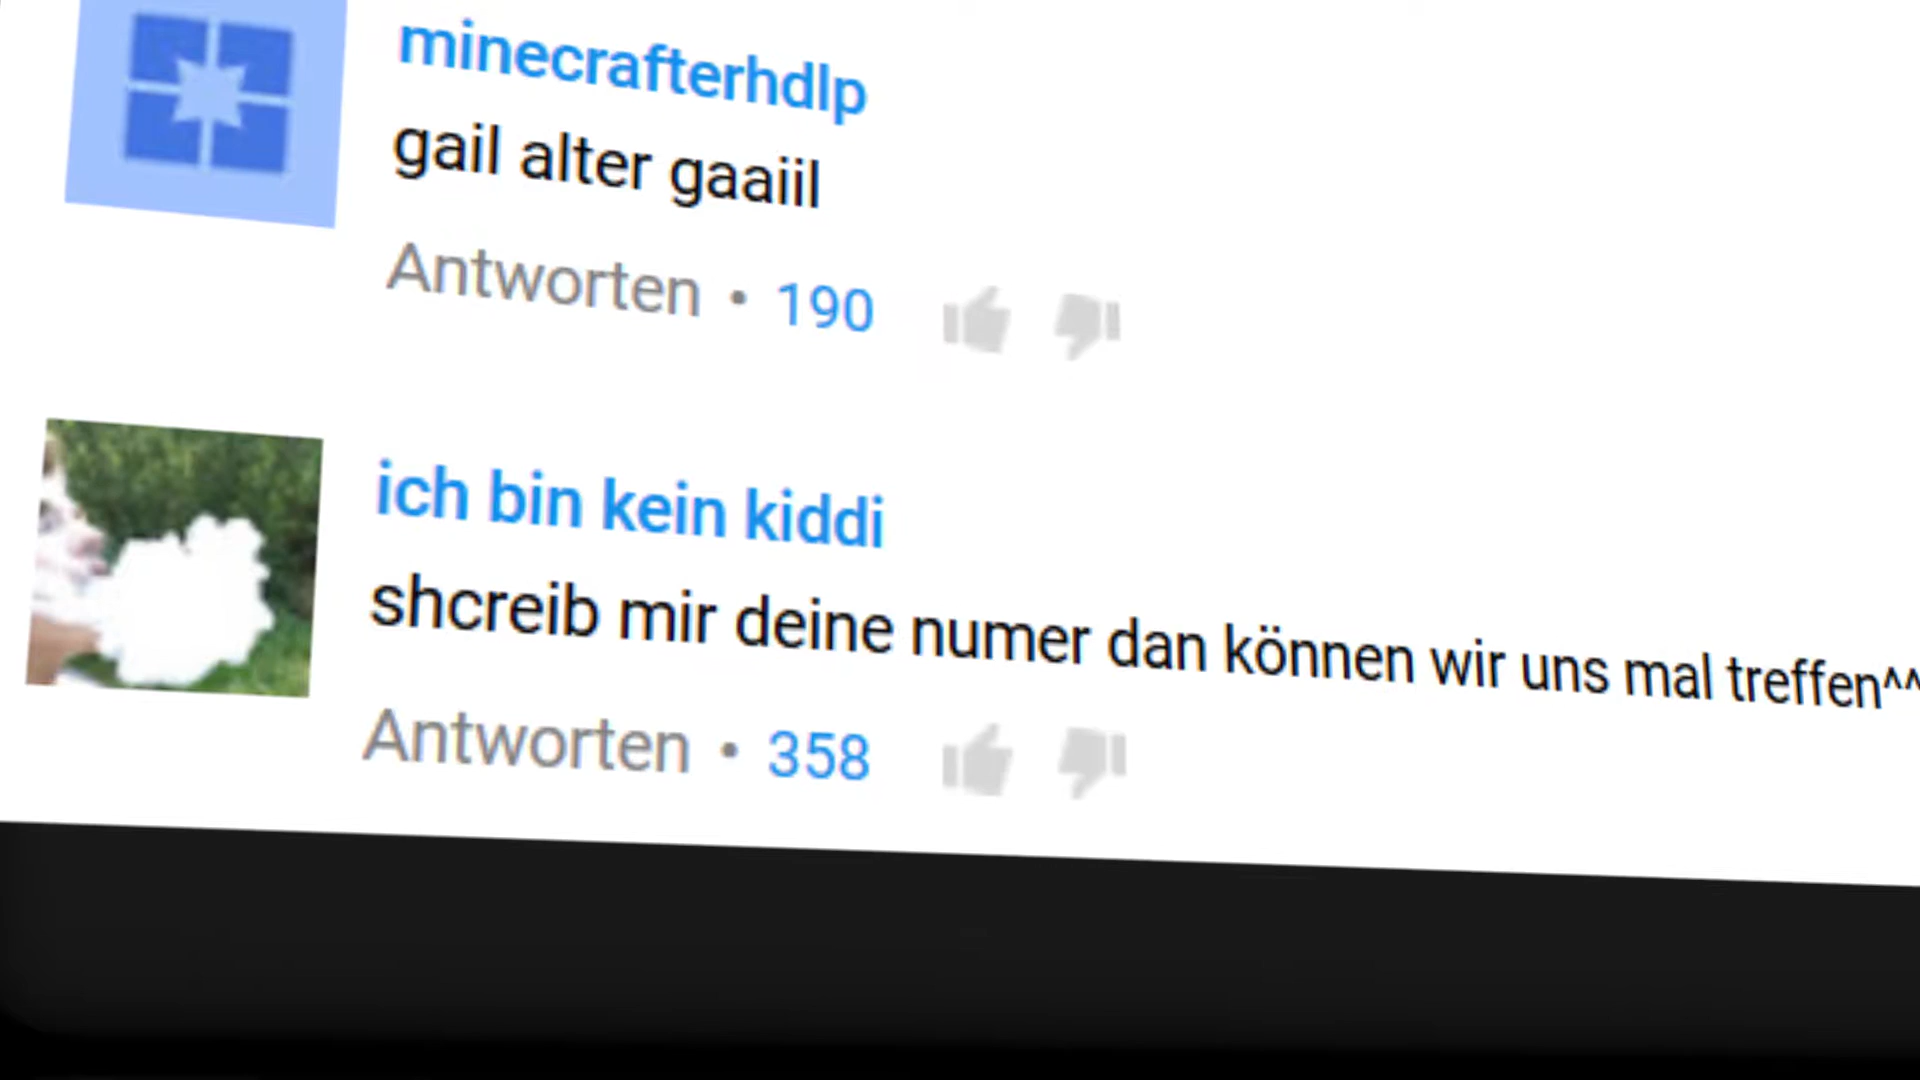 minecrafterhdlp
gail alter gaaiil
Antworten • 190
ich bin kein kiddi
shcreib mir deine numer dan können wir uns mal treffen^^
Antworten • 358